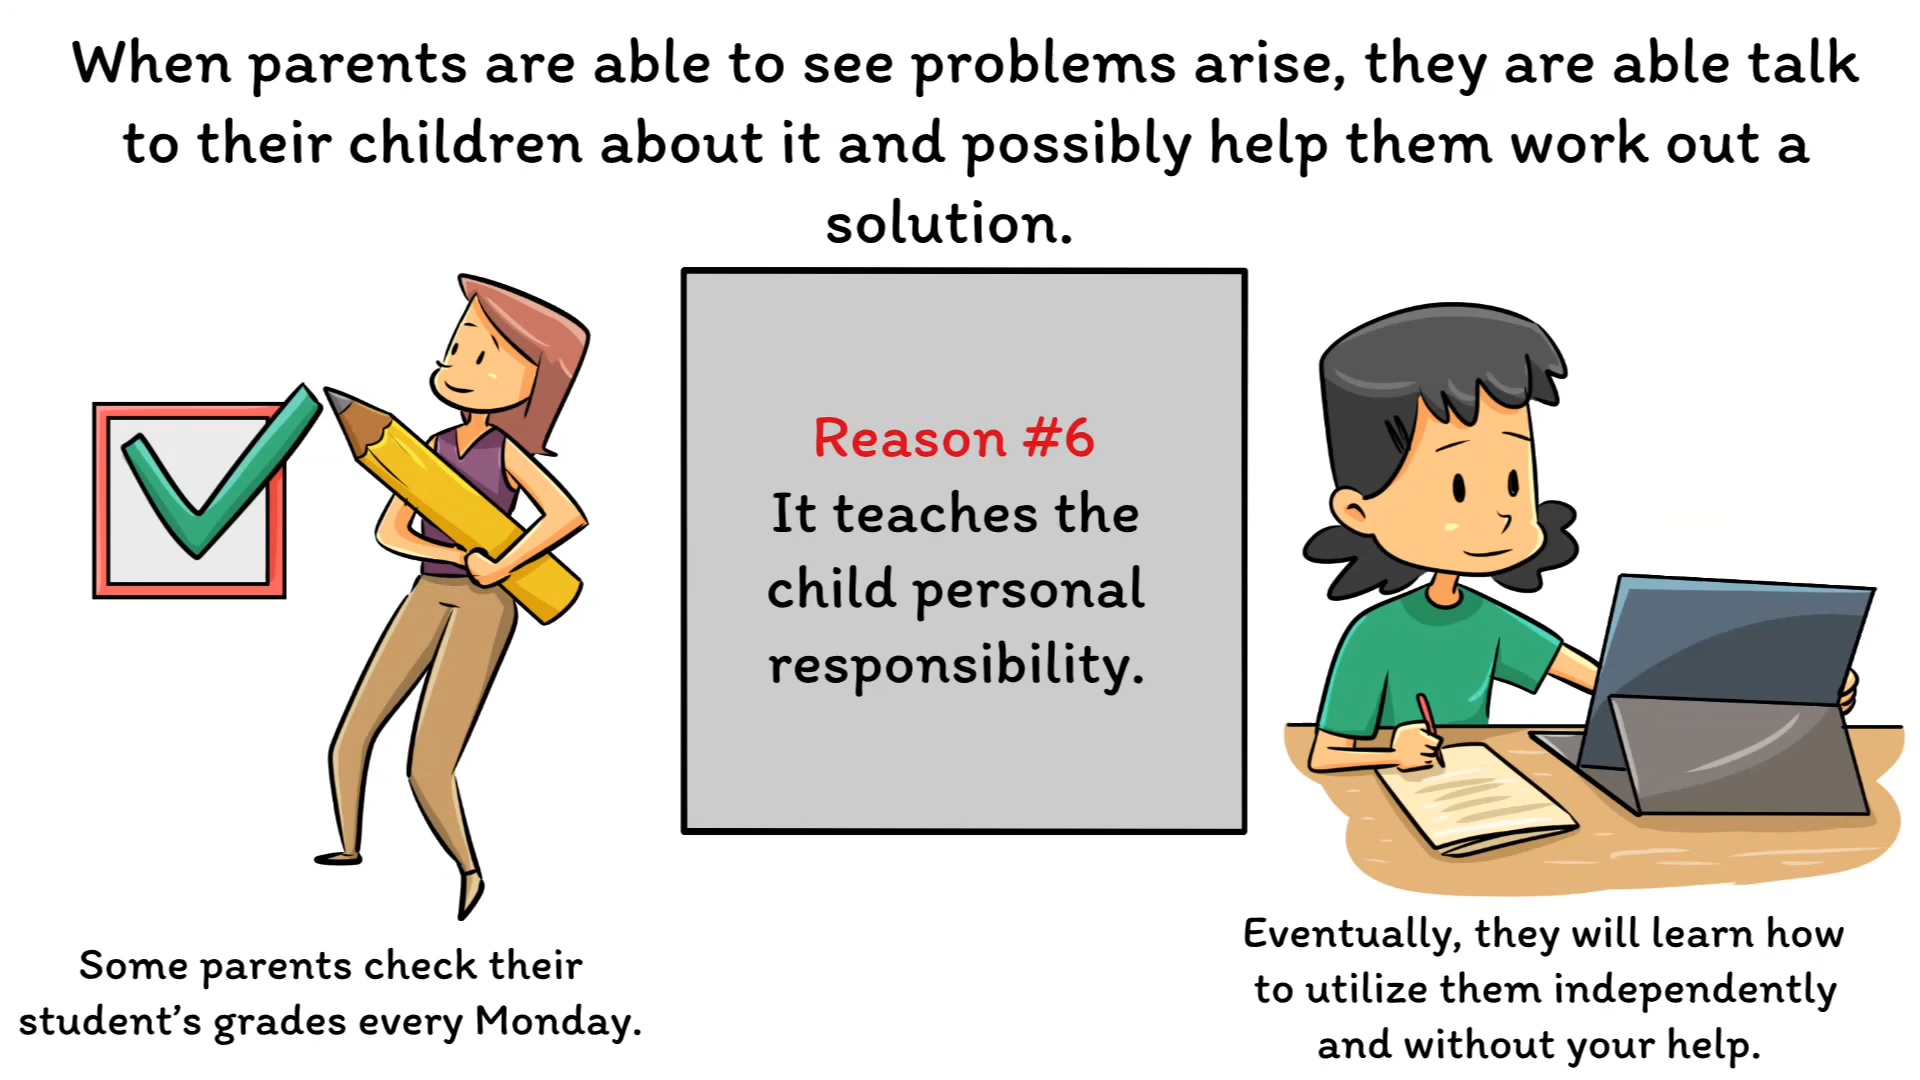 When parents are able to see problems arise, they are able talk
to their children about it and possibly help them work out a
solution.
Reason #6
It teaches the
child personal
responsibility.
Some parents check their
student's grades every Monday.
Eventually, they will learn how
to utilize them independently
and without your help.